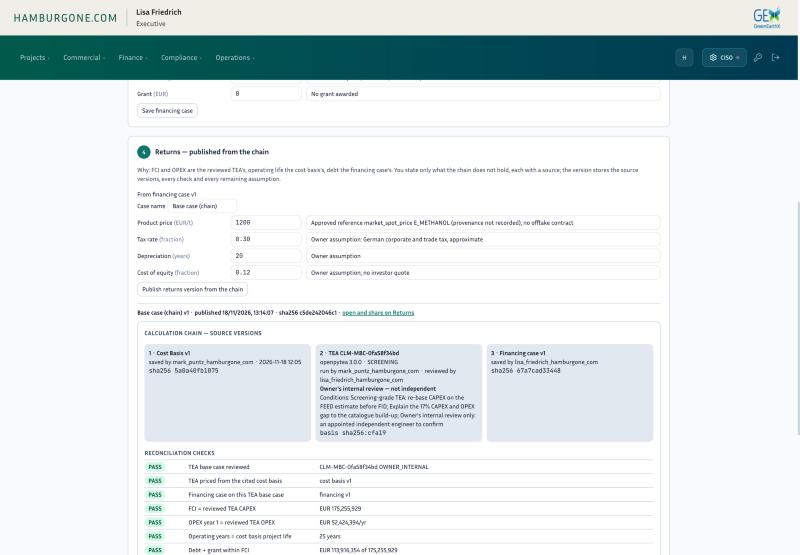 HAMBURGONE.COM
Lisa Friedrich
Executive
GEX
GreenEarthX
Projects
Commercial
Finance
Compliance
Operations
H
CISO
Grant (EUR)
0
No grant awarded
Save financing case
4
Returns — published from the chain
Why: FCI and OPEX are the reviewed TEA's, operating life the cost basis's, debt the financing case's. You state only what the chain does not hold, each with a source; the version stores the source
versions, every check and every remaining assumption.
From financing case v1
Case name
Base case (chain)
Product price (EUR/t)
1200
Approved reference market_spot_price E_METHANOL (provenance not recorded); no offtake contract
Tax rate (fraction)
0.30
Owner assumption: German corporate and trade tax, approximate
Depreciation (years)
20
Owner assumption
Cost of equity (fraction)
0.12
Owner assumption; no investor quote
Publish returns version from the chain
Base case (chain) v1 · published 18/11/2026, 13:14:07 · sha256 c5de242046c1 · open and share on Returns
CALCULATION CHAIN — SOURCE VERSIONS
1 · Cost Basis v1
saved by mark_puntz_hamburgone_com · 2026-11-18 12:05
sha256 5a0a40fb1075
2 · TEA CLM-MBC-0fa58f34bd
openpytea 3.0.0 · SCREENING
run by mark_puntz_hamburgone_com · reviewed by
lisa_friedrich_hamburgone_com
Owner's internal review — not independent
Conditions: Screening-grade TEA: re-base CAPEX on the
FEED estimate before FID; Explain the 17% CAPEX and OPEX
gap to the catalogue build-up; Owner's internal review only:
an appointed independent engineer to confirm
basis sha256:cfa19
3 · Financing case v1
saved by lisa_friedrich_hamburgone_com
sha256 67a7cad33448
RECONCILIATION CHECKS
PASS
TEA base case reviewed
CLM-MBC-0fa58f34bd OWNER_INTERNAL
PASS
TEA priced from the cited cost basis
cost basis v1
PASS
Financing case on this TEA base case
financing v1
PASS
FCI = reviewed TEA CAPEX
EUR 175,255,929
PASS
OPEX year 1 = reviewed TEA OPEX
EUR 52,424,394/yr
PASS
Operating years = cost basis project life
25 years
PASS
Debt + grant within FCI
EUR 113,916,354 of 175,255,929